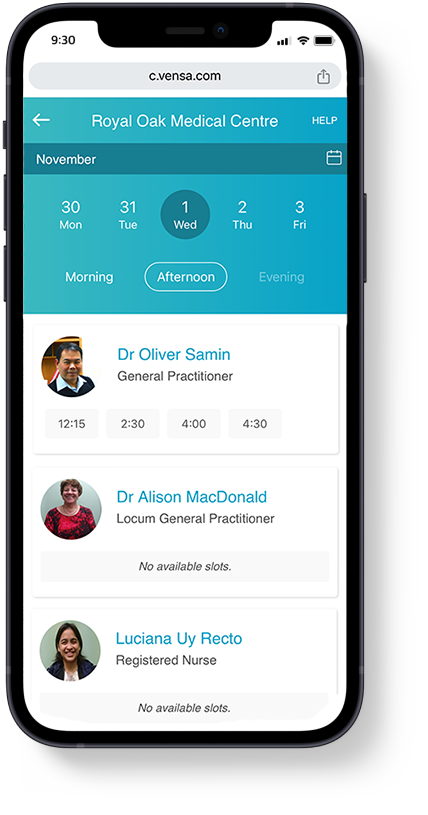 9:30
c.vensa.com
Royal Oak Medical Centre HELP
November
30 31 1 2 3
Mon Tue Wed Thu Fri
Morning Afternoon Evening
Dr Oliver Samin
General Practitioner
12:15 2:30 4:00 4:30
Dr Alison MacDonald
Locum General Practitioner
No available slots.
Luciana Uy Recto
Registered Nurse
No available slots.